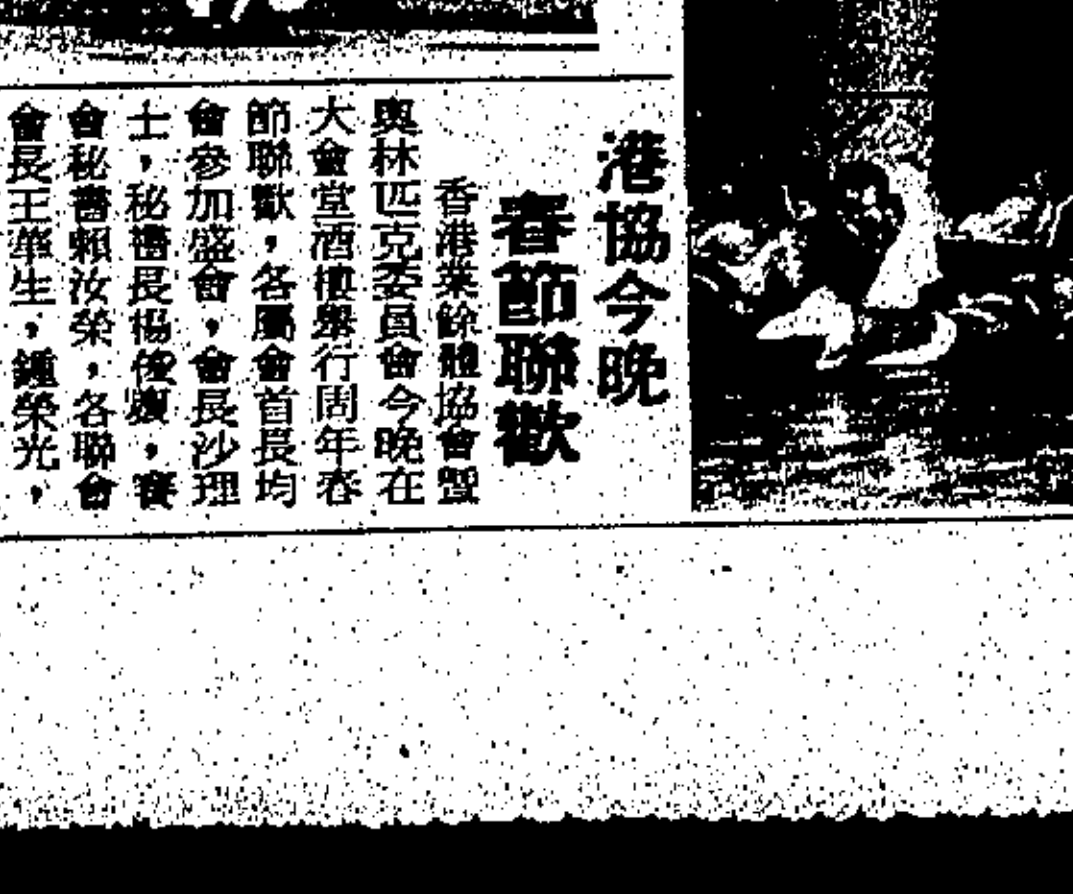 港協今晚
春節聯歡
香港業餘體協會暨
奧林匹克委員會今晚在
大會堂酒樓舉行周年春
節聯歡，各屬會首長均
會參加盛會，會長沙理
士，秘書長楊俊驥，賽
會秘書賴汝榮，各聯會
會長王華生，鍾榮光，